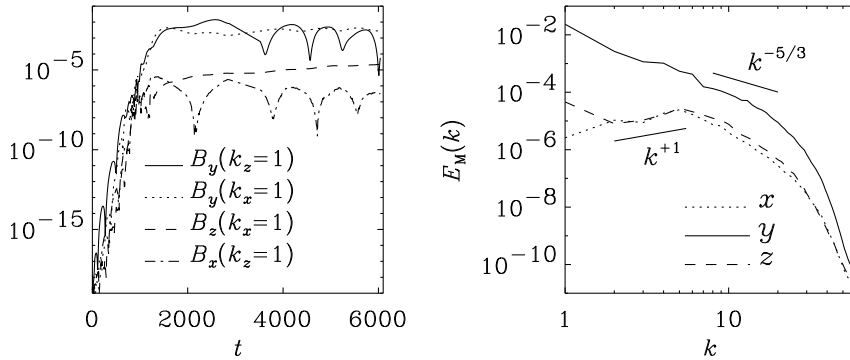 10⁻⁵
10⁻¹⁰
10⁻¹⁵
B_y(k_z=1)
B_y(k_x=1)
B_z(k_x=1)
B_x(k_z=1)
0 2000 4000 6000
t
E_M(k)
10⁻²
10⁻⁴
10⁻⁶
10⁻⁸
10⁻¹⁰
k^−5/3
k^+1
x
y
z
1 10
k